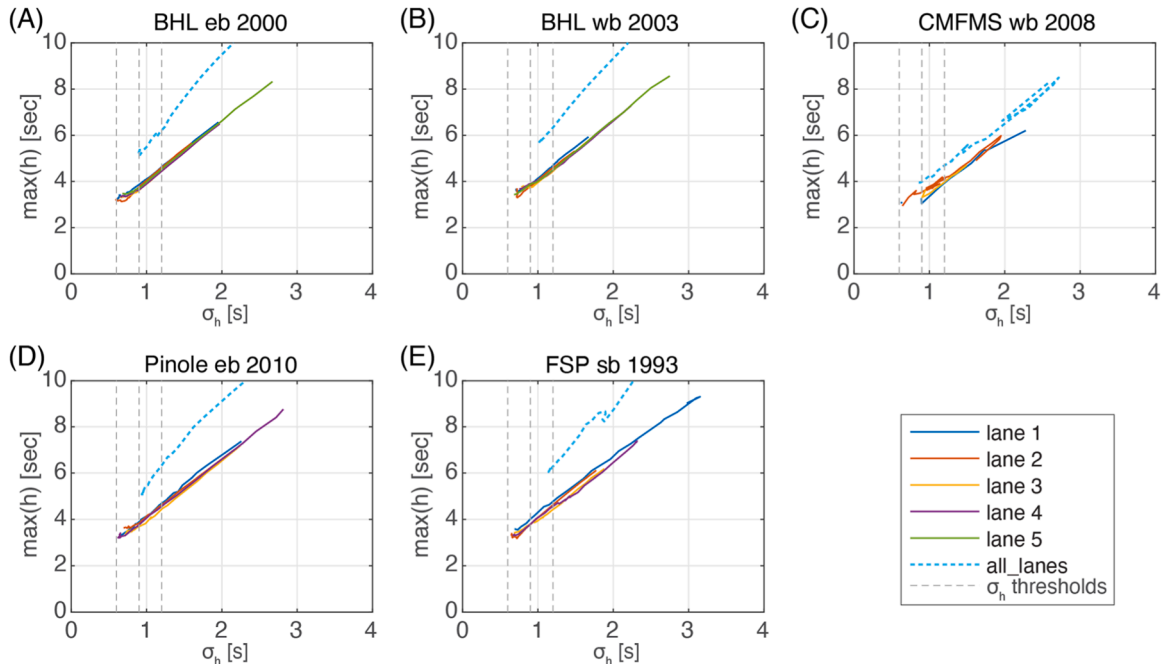 (A) BHL eb 2000
10
8
6
4
2
0
max(h) [sec]
0 1 2 3 4
σh [s]
(B) BHL wb 2003
10
8
6
4
2
0
max(h) [sec]
0 1 2 3 4
σh [s]
(C) CMFMS wb 2008
10
8
6
4
2
0
max(h) [sec]
0 1 2 3 4
σh [s]
(D) Pinole eb 2010
10
8
6
4
2
0
max(h) [sec]
0 1 2 3 4
σh [s]
(E) FSP sb 1993
10
8
6
4
2
0
max(h) [sec]
0 1 2 3 4
σh [s]
lane 1
lane 2
lane 3
lane 4
lane 5
all_lanes
σh thresholds